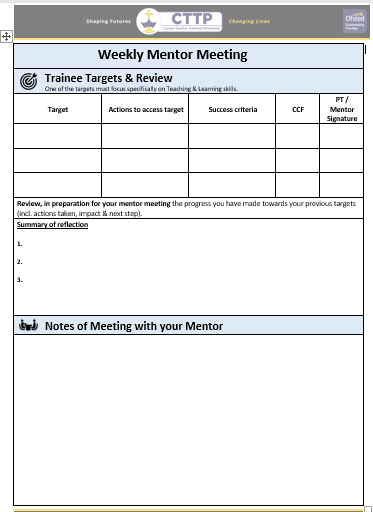 Shaping Futures CTTP Changing Lives Ofsted
Weekly Mentor Meeting
Trainee Targets & Review
One of the targets must focus specifically on Teaching & Learning skills.
Target Actions to access target Success criteria CCF PT / Mentor Signature
Review, in preparation for your mentor meeting the progress you have made towards your previous targets
(incl. actions taken, impact & next step).
Summary of reflection
1.
2.
3.
Notes of Meeting with your Mentor